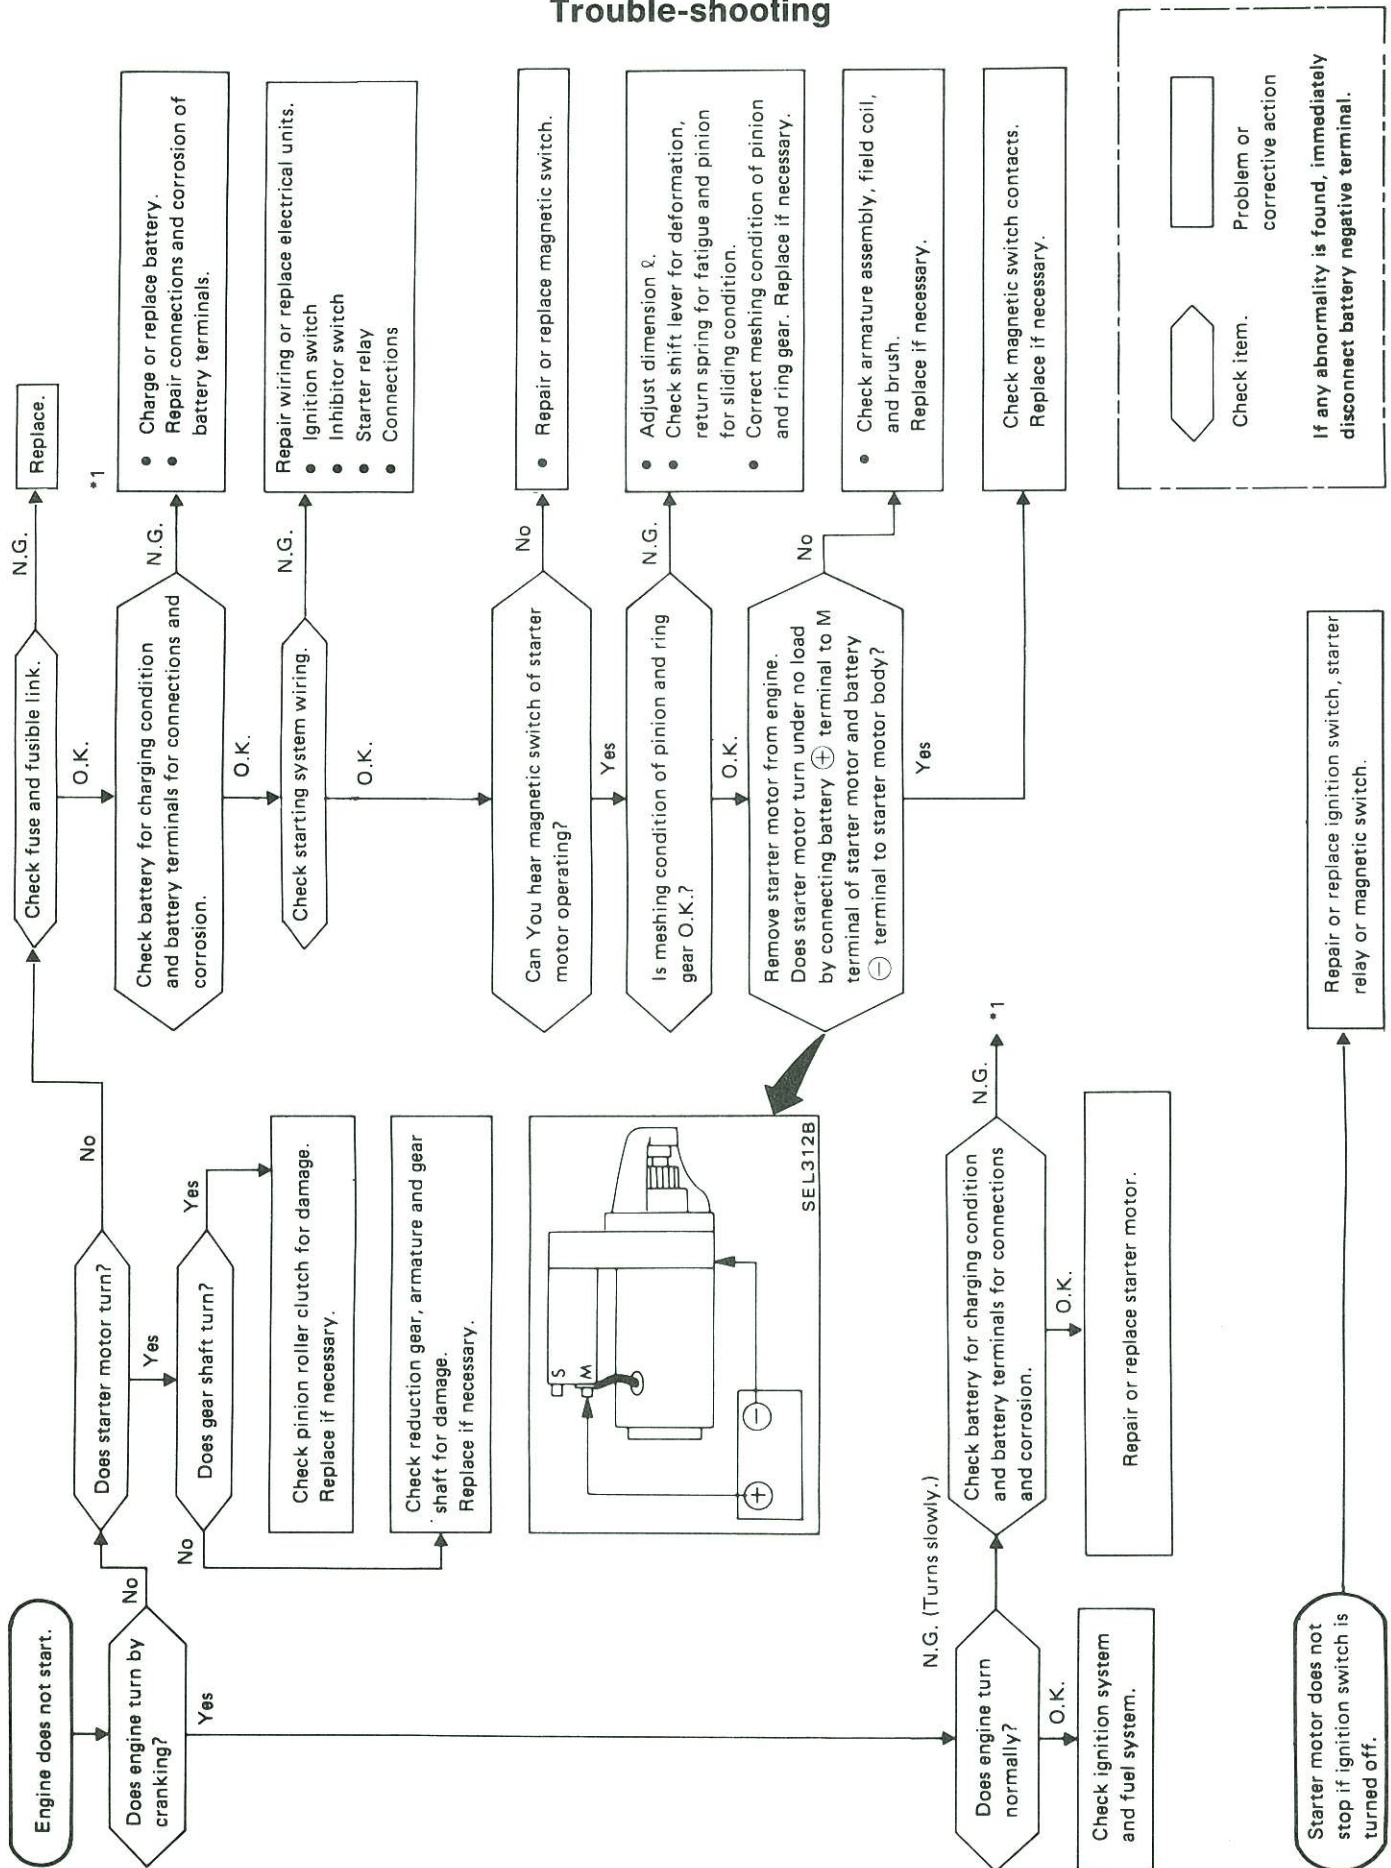 Trouble-shooting
Engine does not start.
Does engine turn by
cranking?
No
Yes
Does starter motor turn?
No
Yes
Does gear shaft turn?
Yes
No
Check pinion roller clutch for damage.
Replace if necessary.
Check reduction gear, armature and gear
shaft for damage.
Replace if necessary.
S
M
+
−
SEL312B
Check fuse and fusible link.
N.G.
Replace.
O.K.
*1
Check battery for charging condition
and battery terminals for connections and
corrosion.
N.G.
• Charge or replace battery.
• Repair connections and corrosion of
battery terminals.
O.K.
Check starting system wiring.
N.G.
Repair wiring or replace electrical units.
• Ignition switch
• Inhibitor switch
• Starter relay
• Connections
O.K.
Can You hear magnetic switch of starter
motor operating?
No
• Repair or replace magnetic switch.
Yes
Is meshing condition of pinion and ring
gear O.K.?
N.G.
• Adjust dimension ℓ.
• Check shift lever for deformation,
return spring for fatigue and pinion
for sliding condition.
• Correct meshing condition of pinion
and ring gear. Replace if necessary.
O.K.
Remove starter motor from engine.
Does starter motor turn under no load
by connecting battery ⊕ terminal to M
terminal of starter motor and battery
⊖ terminal to starter motor body?
No
• Check armature assembly, field coil,
and brush.
Replace if necessary.
Yes
Check magnetic switch contacts.
Replace if necessary.
Does engine turn
normally?
N.G. (Turns slowly.)
O.K.
Check ignition system
and fuel system.
Check battery for charging condition
and battery terminals for connections
and corrosion.
N.G.
*1
O.K.
Repair or replace starter motor.
Starter motor does not
stop if ignition switch is
turned off.
Repair or replace ignition switch, starter
relay or magnetic switch.
Check item.
Problem or
corrective action
If any abnormality is found, immediately
disconnect battery negative terminal.